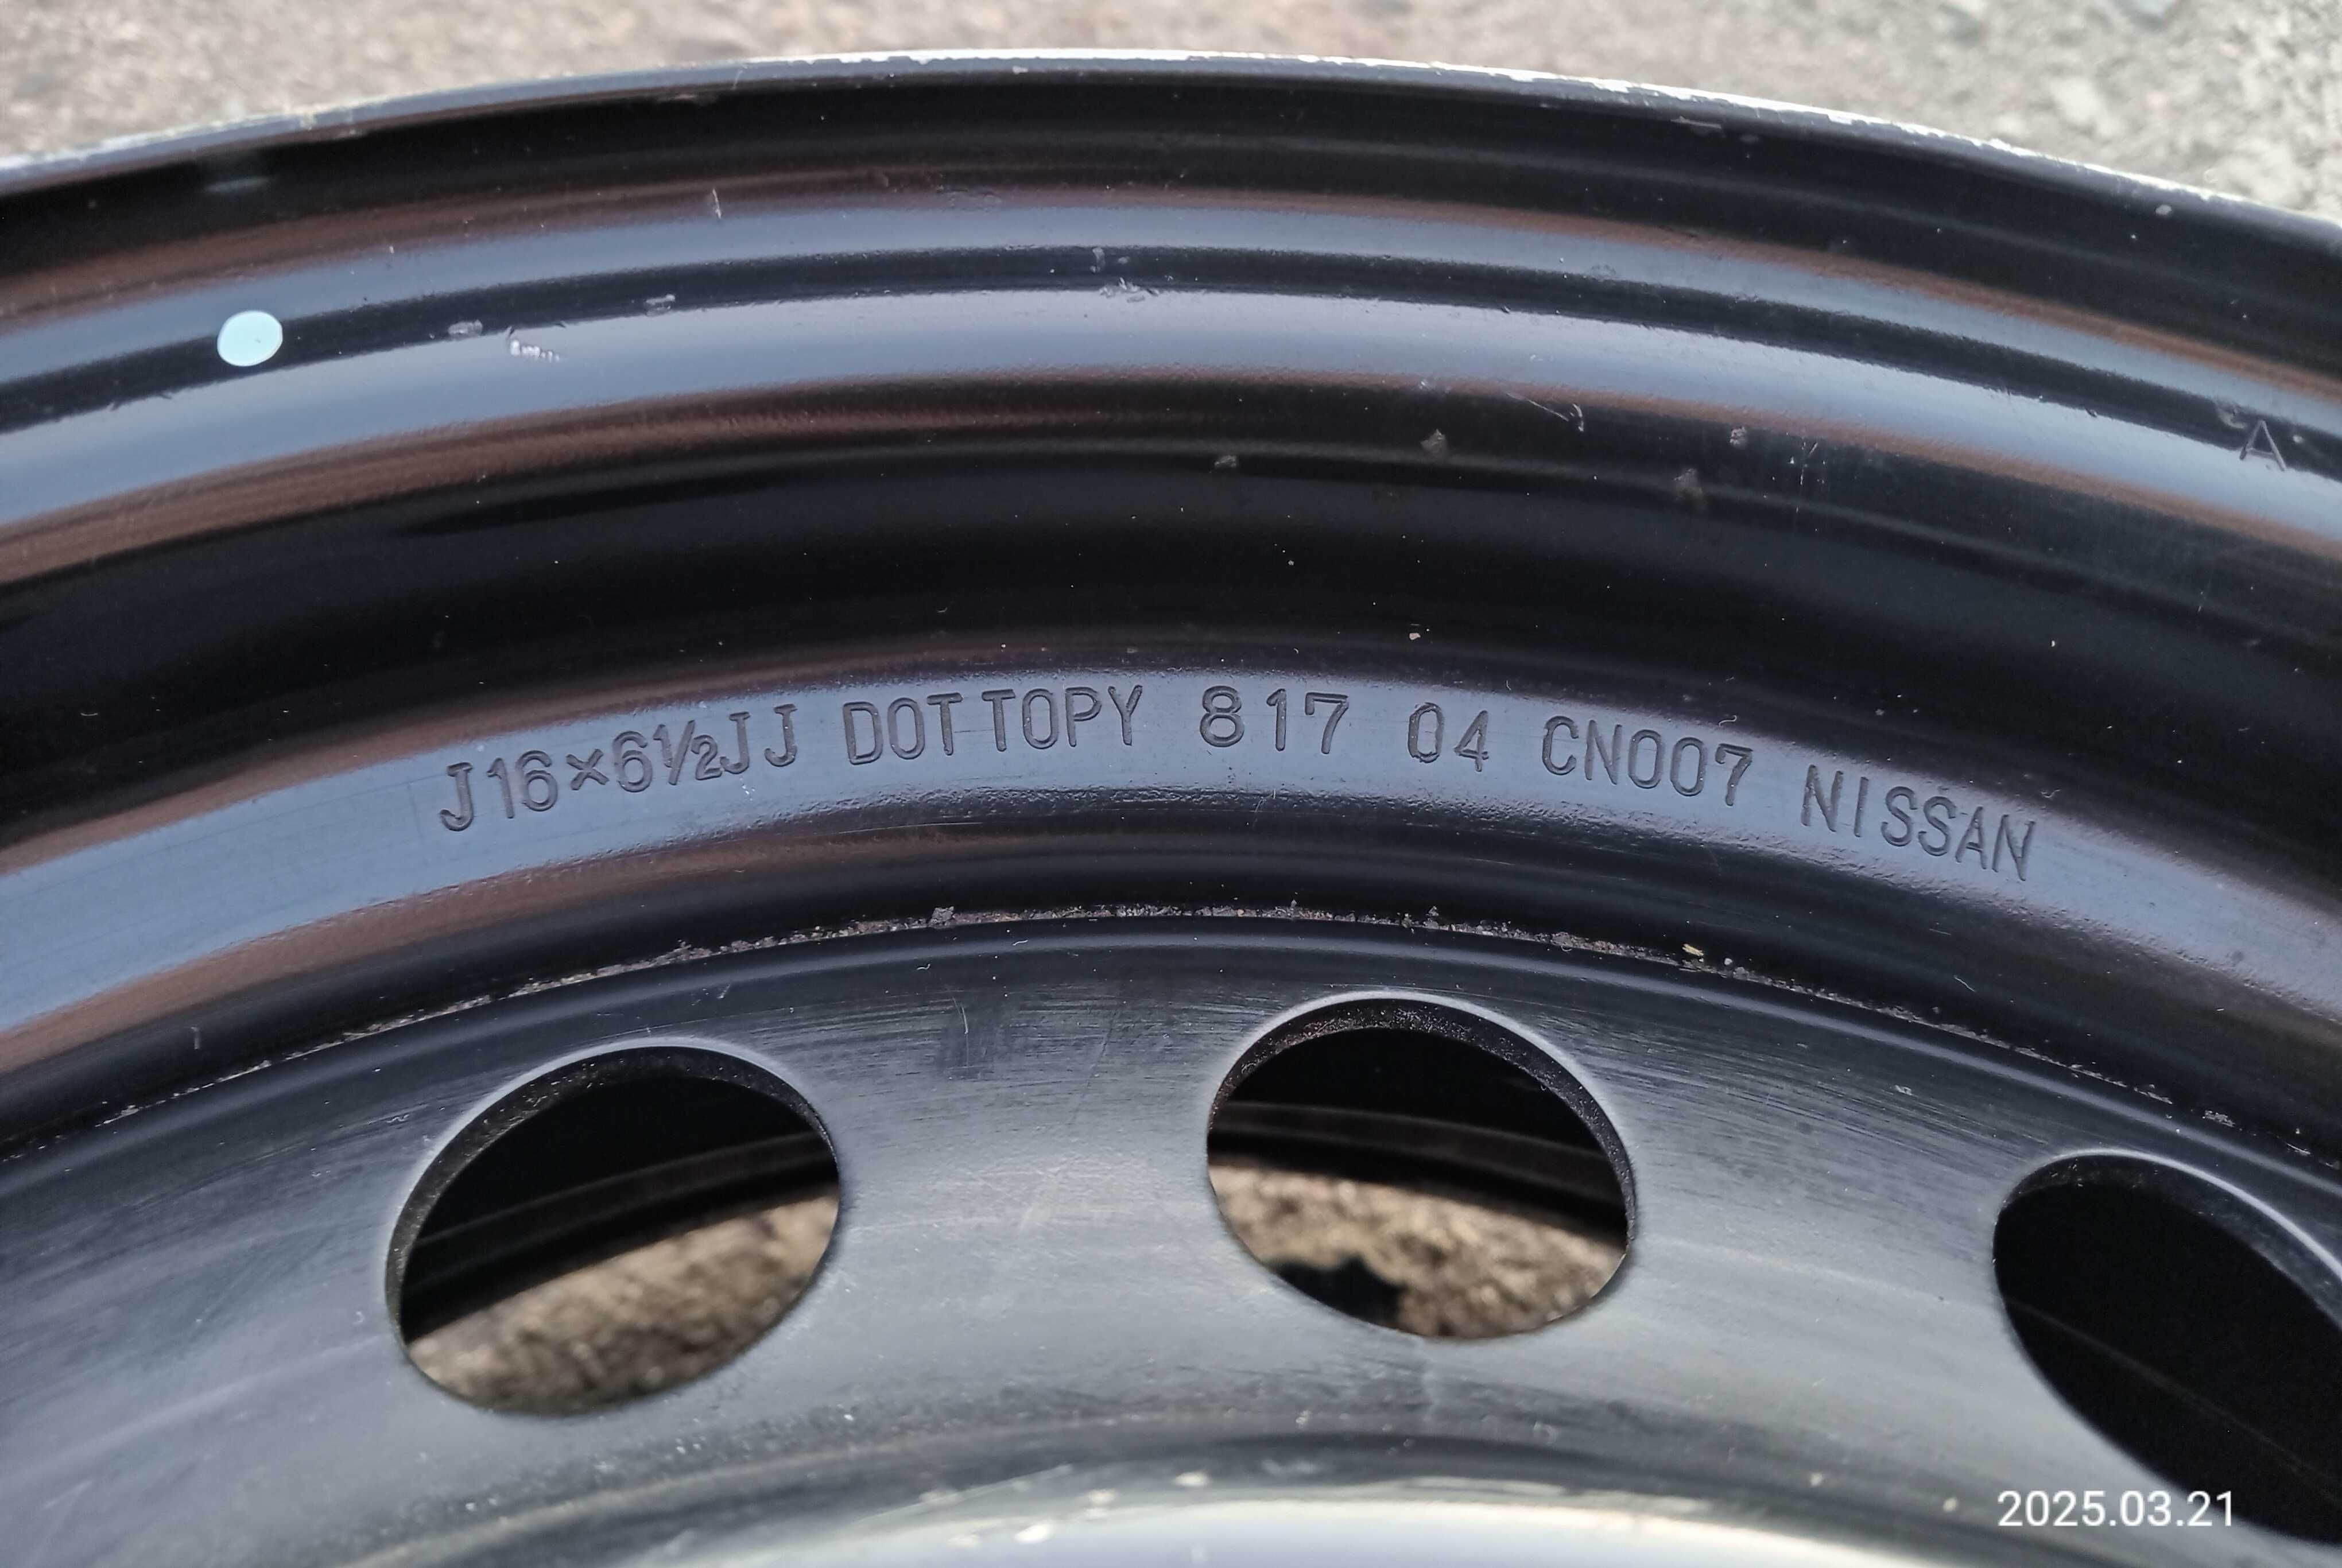 A
J16×6½JJ DOT TOPY 817 04 CN007 NISSAN
2025.03.21